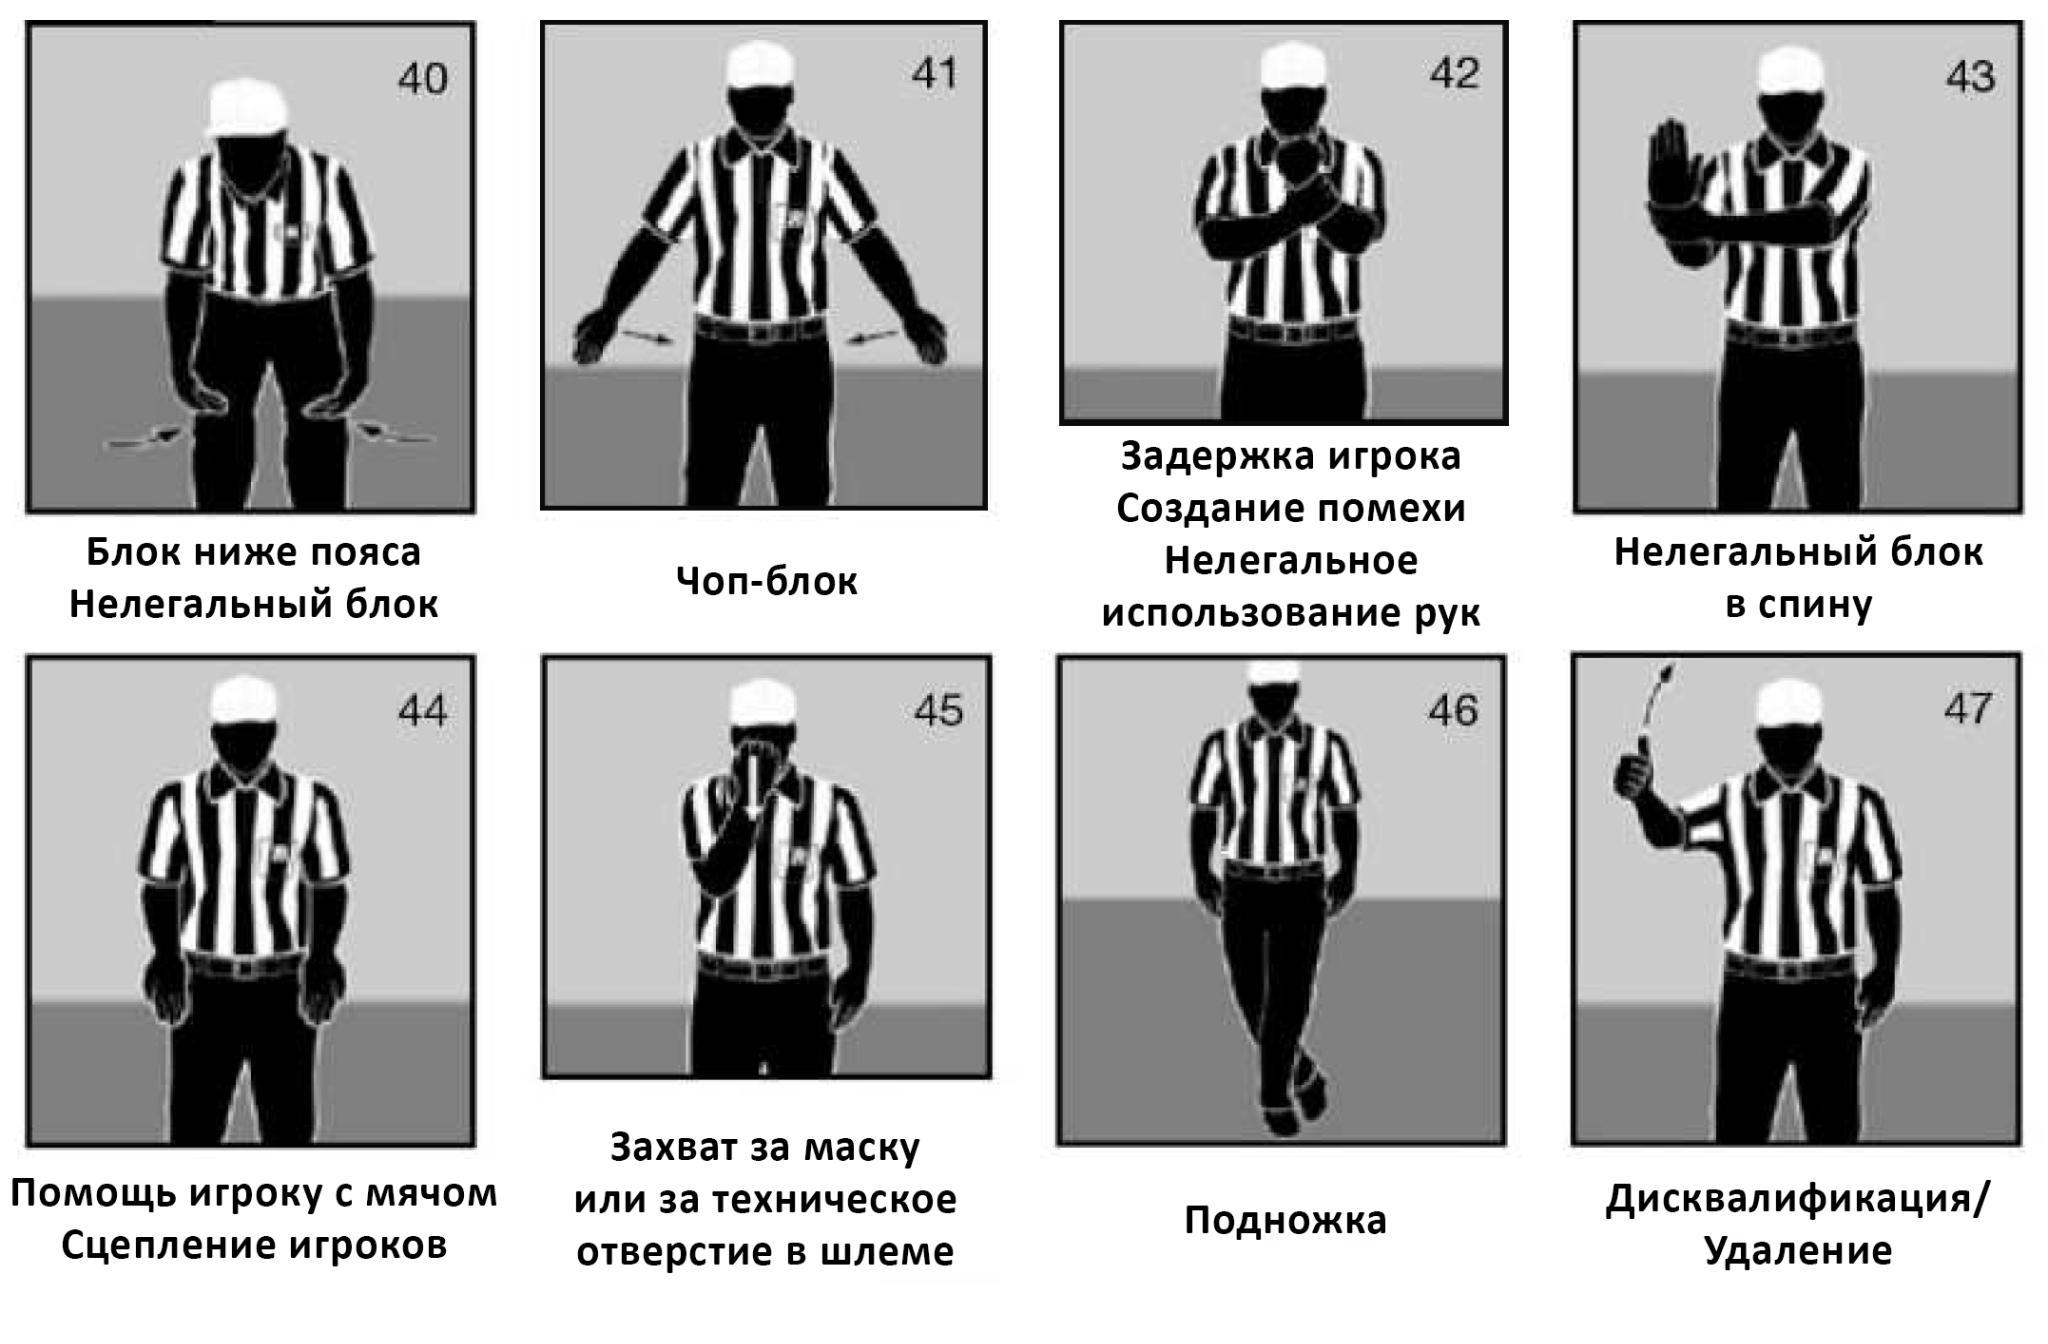 40
41
42
43
Блок ниже пояса
Нелегальный блок
Чоп-блок
Задержка игрока
Создание помехи
Нелегальное
использование рук
Нелегальный блок
в спину
44
45
46
47
Помощь игроку с мячом
Сцепление игроков
Захват за маску
или за техническое
отверстие в шлеме
Подножка
Дисквалификация/
Удаление